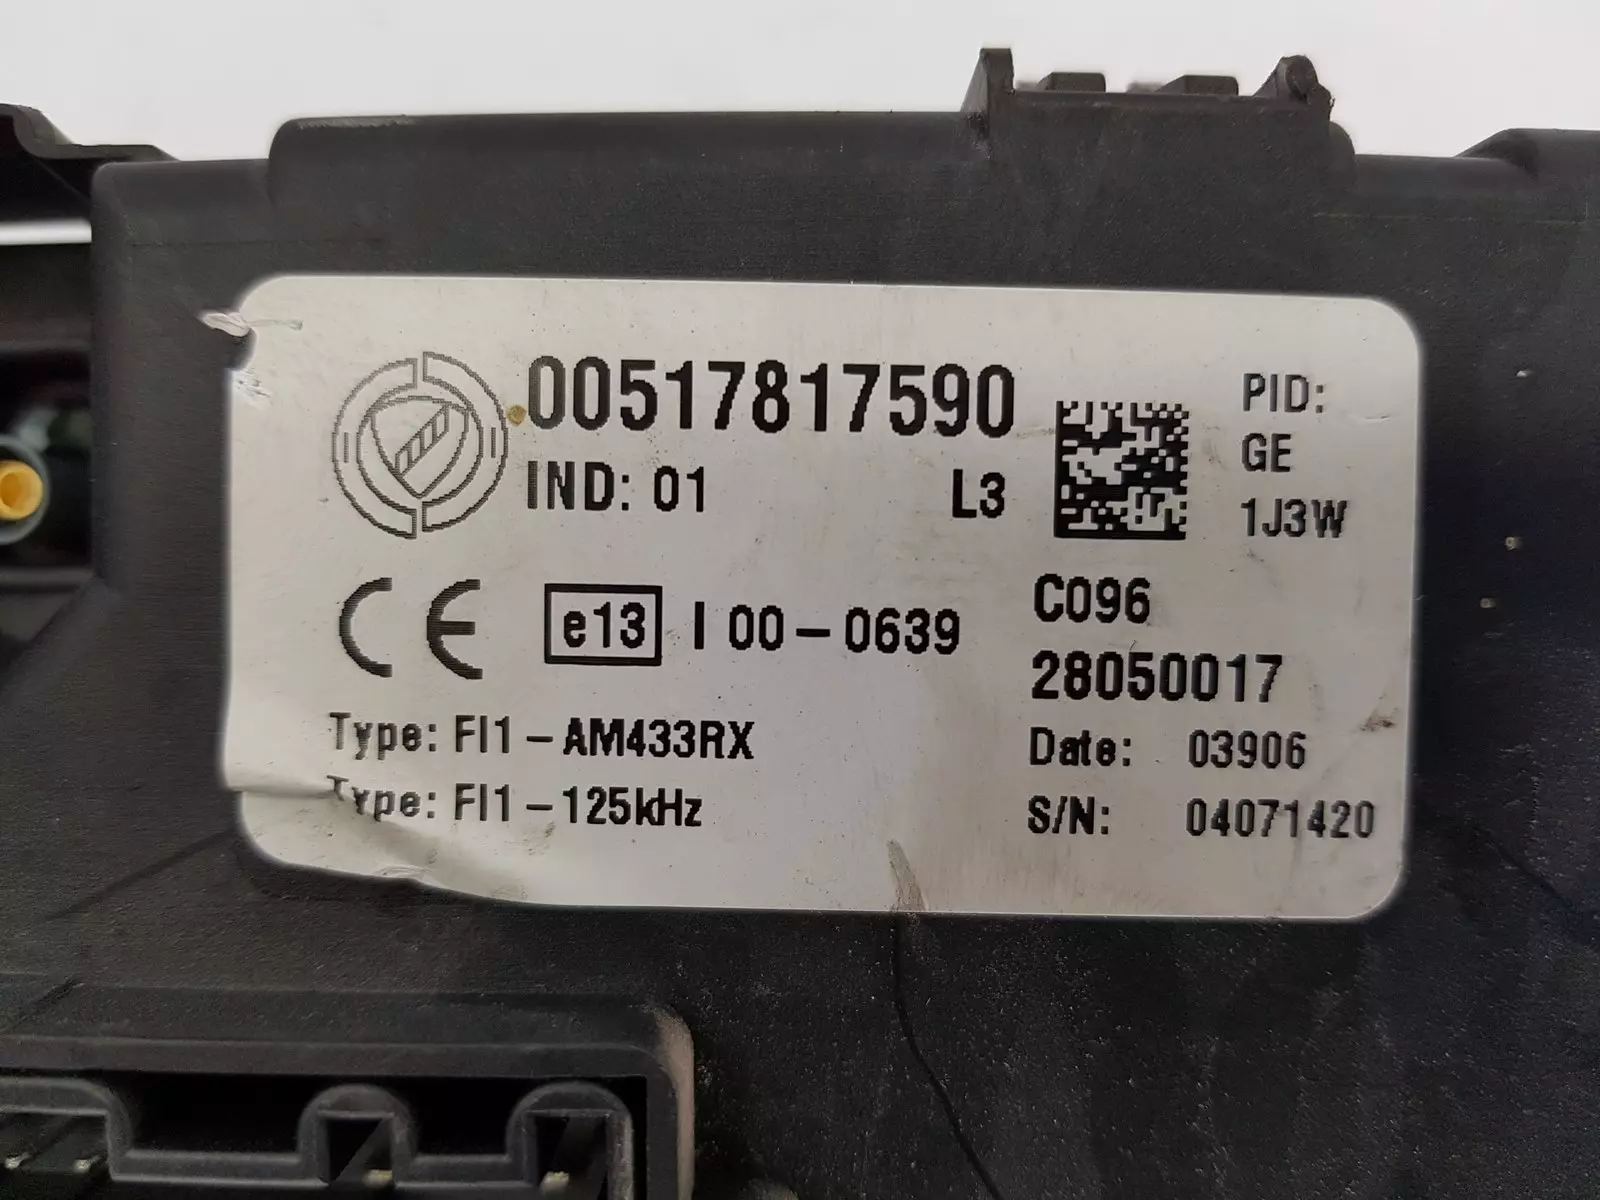 00517817590
IND: 01 L3
PID:
GE
1J3W
CE e13 I 00-0639
C096
28050017
Type: FI1-AM433RX
Date: 03906
Type: FI1-125kHz
S/N: 04071420